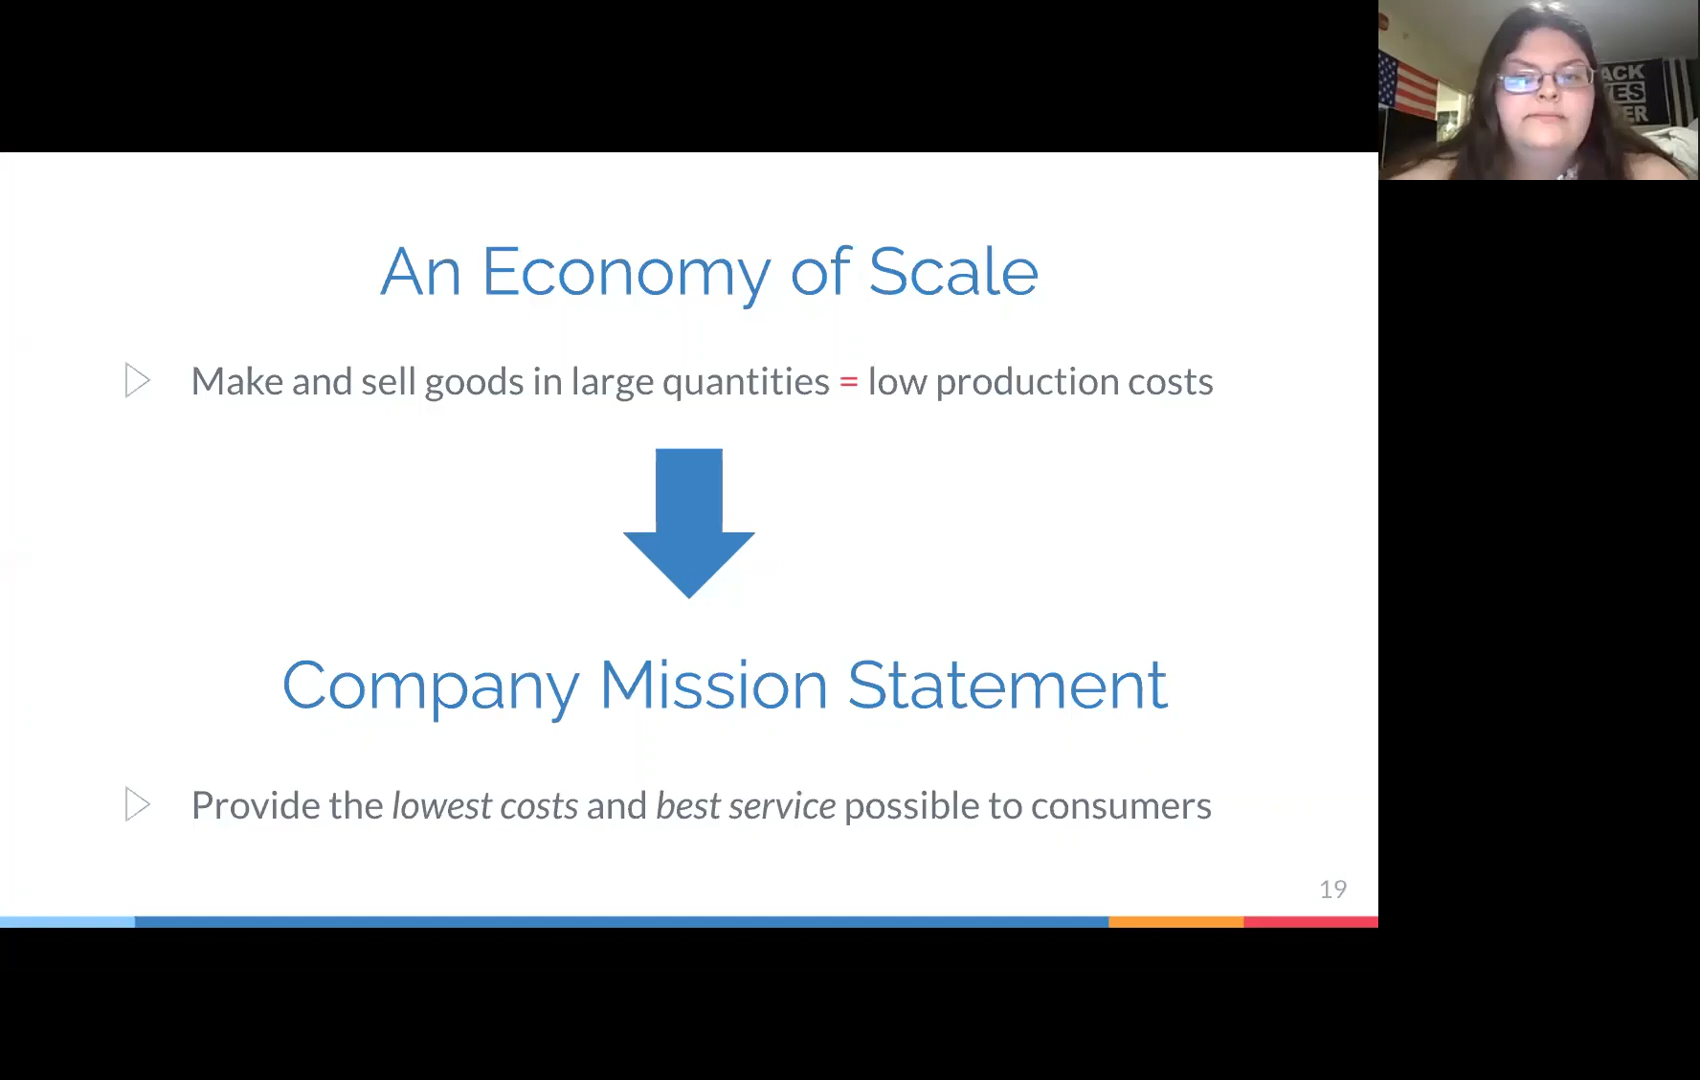 An Economy of Scale
Make and sell goods in large quantities = low production costs
Company Mission Statement
Provide the lowest costs and best service possible to consumers
19